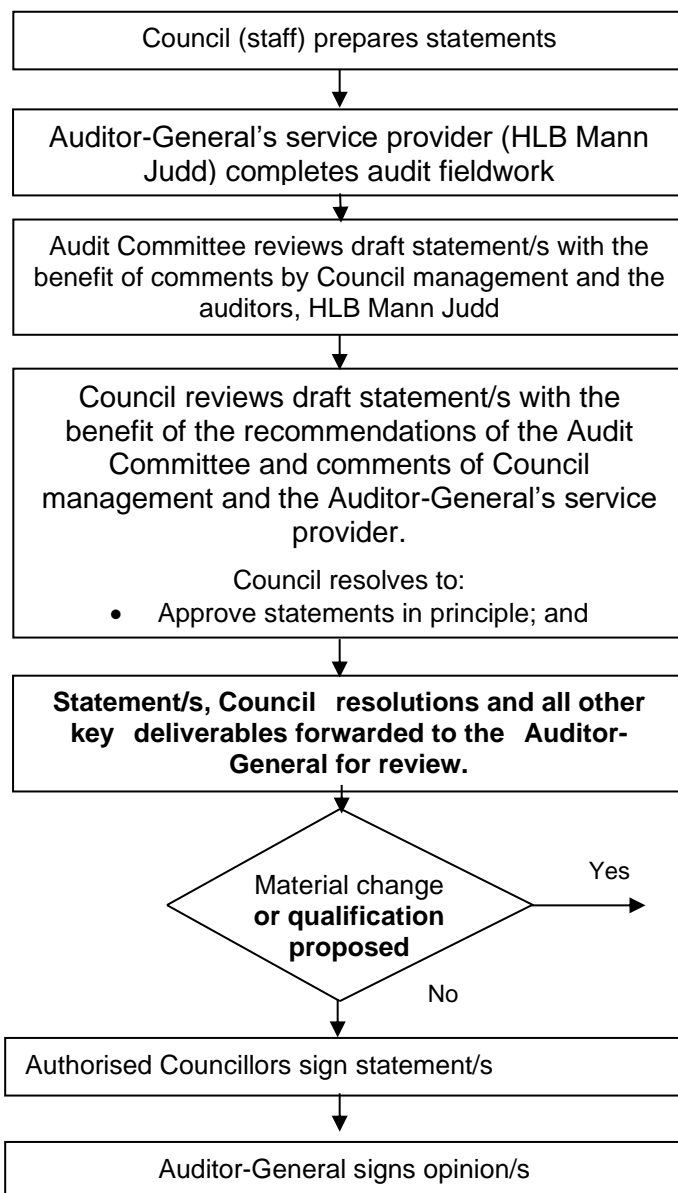 Council (staff) prepares statements
Auditor-General’s service provider (HLB Mann
Judd) completes audit fieldwork
Audit Committee reviews draft statement/s with the
benefit of comments by Council management and the
auditors, HLB Mann Judd
Council reviews draft statement/s with the
benefit of the recommendations of the Audit
Committee and comments of Council
management and the Auditor-General’s service
provider.
Council resolves to:
• Approve statements in principle; and
Statement/s, Council resolutions and all other
key deliverables forwarded to the Auditor-
General for review.
Material change
or qualification
proposed
Yes
No
Authorised Councillors sign statement/s
Auditor-General signs opinion/s